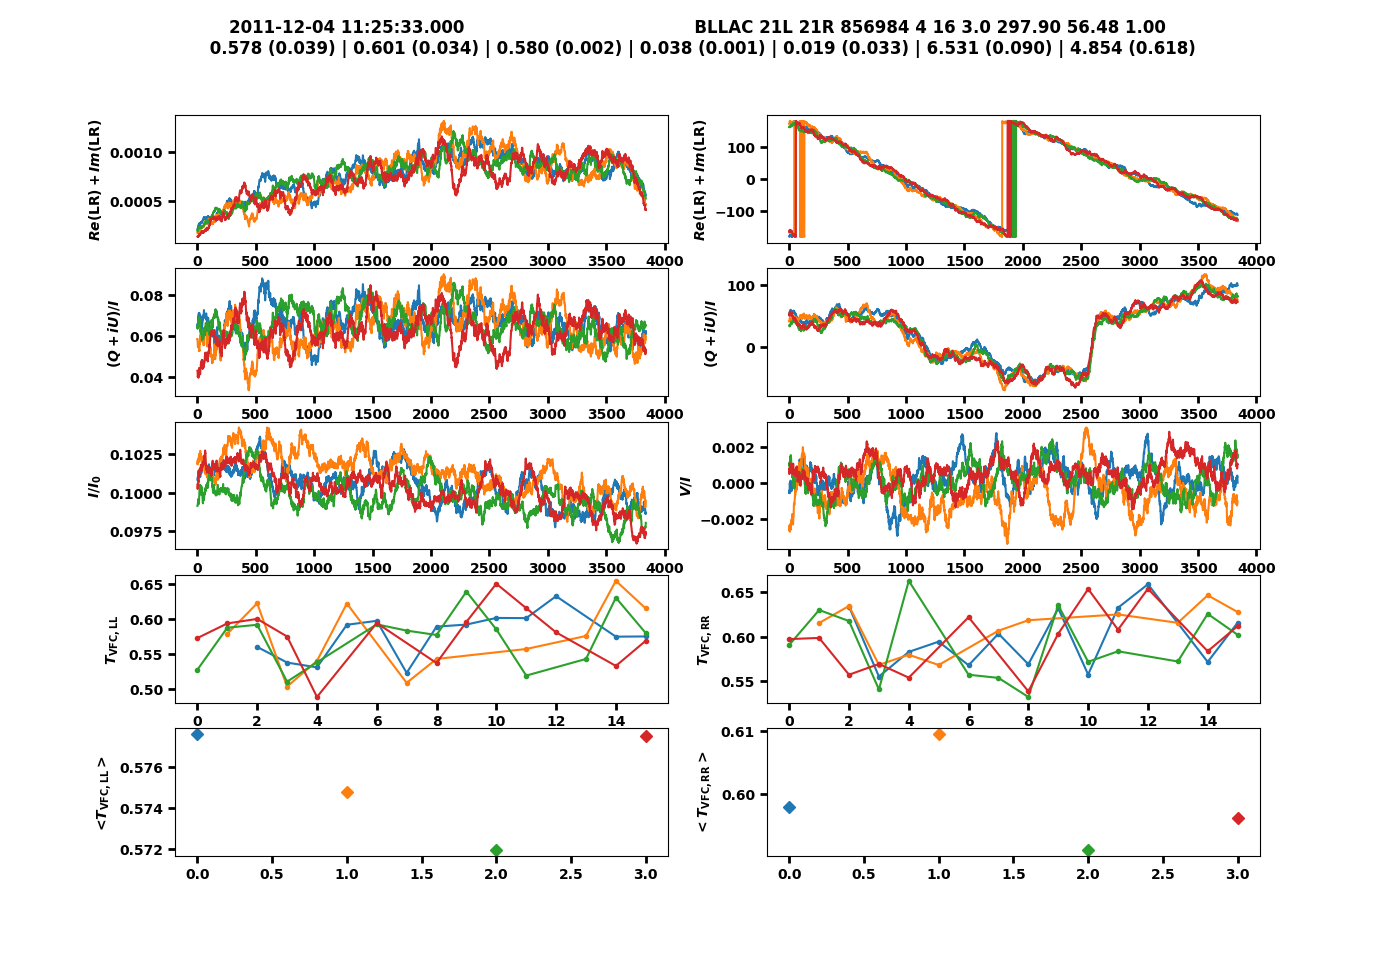 2011-12-04 11:25:33.000 BLLAC 21L 21R 856984 4 16 3.0 297.90 56.48 1.00
0.578 (0.039) | 0.601 (0.034) | 0.580 (0.002) | 0.038 (0.001) | 0.019 (0.033) | 6.531 (0.090) | 4.854 (0.618)
Re(LR) + Im(LR)
0.0010
0.0005
0 500 1000 1500 2000 2500 3000 3500 4000
Re(LR) + Im(LR)
100
0
−100
0 500 1000 1500 2000 2500 3000 3500 4000
(Q + iU)/I
0.08
0.06
0.04
0 500 1000 1500 2000 2500 3000 3500 4000
(Q + iU)/I
100
0
0 500 1000 1500 2000 2500 3000 3500 4000
I/I0
0.1025
0.1000
0.0975
0 500 1000 1500 2000 2500 3000 3500 4000
V/I
0.002
0.000
−0.002
0 500 1000 1500 2000 2500 3000 3500 4000
TVFC, LL
0.65
0.60
0.55
0.50
0 2 4 6 8 10 12 14
TVFC, RR
0.65
0.60
0.55
0 2 4 6 8 10 12 14
<TVFC, LL >
0.576
0.574
0.572
0.0 0.5 1.0 1.5 2.0 2.5 3.0
< TVFC, RR >
0.61
0.60
0.0 0.5 1.0 1.5 2.0 2.5 3.0